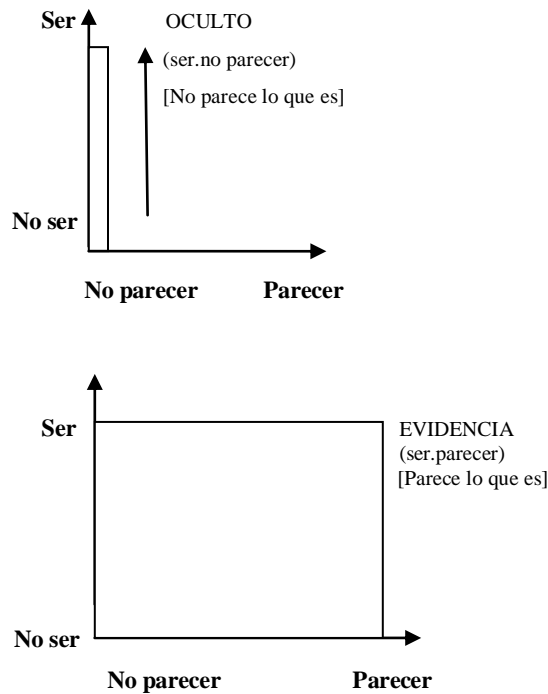 Ser
OCULTO
(ser.no parecer)
[No parece lo que es]
No ser
No parecer
Parecer
Ser
EVIDENCIA
(ser.parecer)
[Parece lo que es]
No ser
No parecer
Parecer